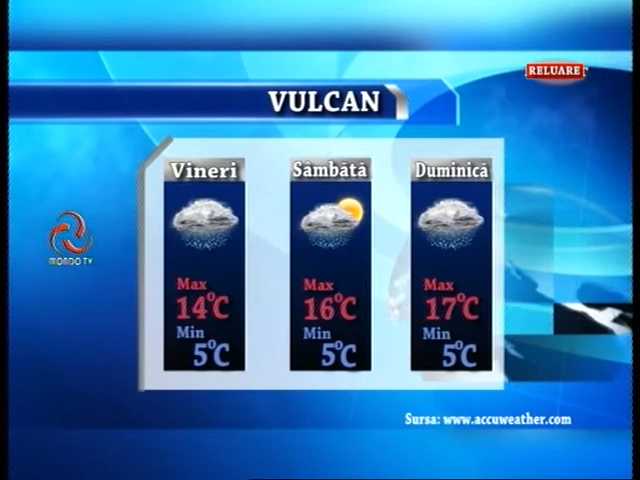 RELUARE
VULCAN
Vineri
Sâmbătă
Duminică
Max
14°C
Min
5°C
Max
16°C
Min
5°C
Max
17°C
Min
5°C
MONDO TV
Sursa: www.accuweather.com